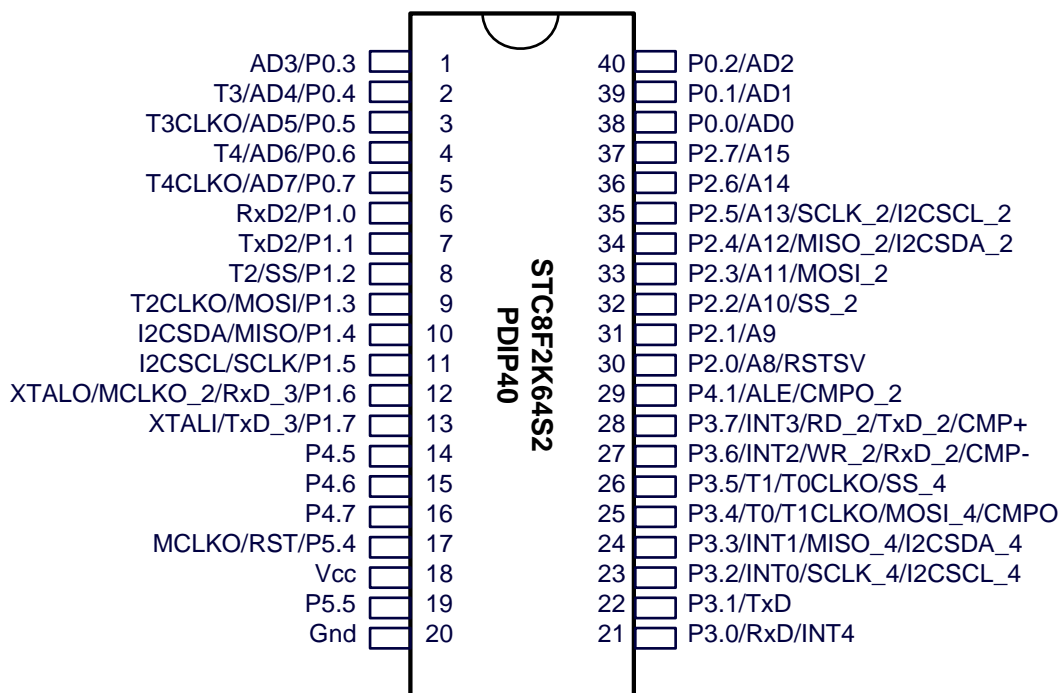 AD3/P0.3 1 40 P0.2/AD2
T3/AD4/P0.4 2 39 P0.1/AD1
T3CLKO/AD5/P0.5 3 38 P0.0/AD0
T4/AD6/P0.6 4 37 P2.7/A15
T4CLKO/AD7/P0.7 5 36 P2.6/A14
RxD2/P1.0 6 35 P2.5/A13/SCLK_2/I2CSCL_2
TxD2/P1.1 7 34 P2.4/A12/MISO_2/I2CSDA_2
T2/SS/P1.2 8 33 P2.3/A11/MOSI_2
T2CLKO/MOSI/P1.3 9 32 P2.2/A10/SS_2
I2CSDA/MISO/P1.4 10 31 P2.1/A9
I2CSCL/SCLK/P1.5 11 30 P2.0/A8/RSTSV
XTALO/MCLKO_2/RxD_3/P1.6 12 29 P4.1/ALE/CMPO_2
XTALI/TxD_3/P1.7 13 28 P3.7/INT3/RD_2/TxD_2/CMP+
P4.5 14 27 P3.6/INT2/WR_2/RxD_2/CMP-
P4.6 15 26 P3.5/T1/T0CLKO/SS_4
P4.7 16 25 P3.4/T0/T1CLKO/MOSI_4/CMPO
MCLKO/RST/P5.4 17 24 P3.3/INT1/MISO_4/I2CSDA_4
Vcc 18 23 P3.2/INT0/SCLK_4/I2CSCL_4
P5.5 19 22 P3.1/TxD
Gnd 20 21 P3.0/RxD/INT4
STC8F2K64S2
PDIP40